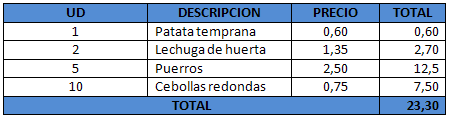 UD DESCRIPCION PRECIO TOTAL
1 Patata temprana 0,60 0,60
2 Lechuga de huerta 1,35 2,70
5 Puerros 2,50 12,5
10 Cebollas redondas 0,75 7,50
TOTAL 23,30